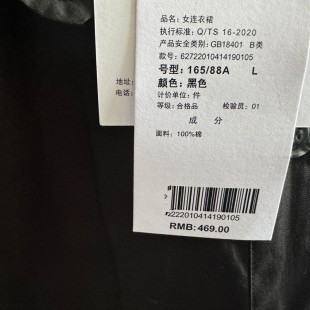 品名：女连衣裙
执行标准：Q/TS 16-2020
产品安全类别：GB18401 B类
款号：62722010414190105
号型：165/88A L
颜色：黑色
计价单位：件
等级：合格品 检验员：01
成 分
面料：100%棉
地址：
电话：
6222010414190105
RMB: 469.00